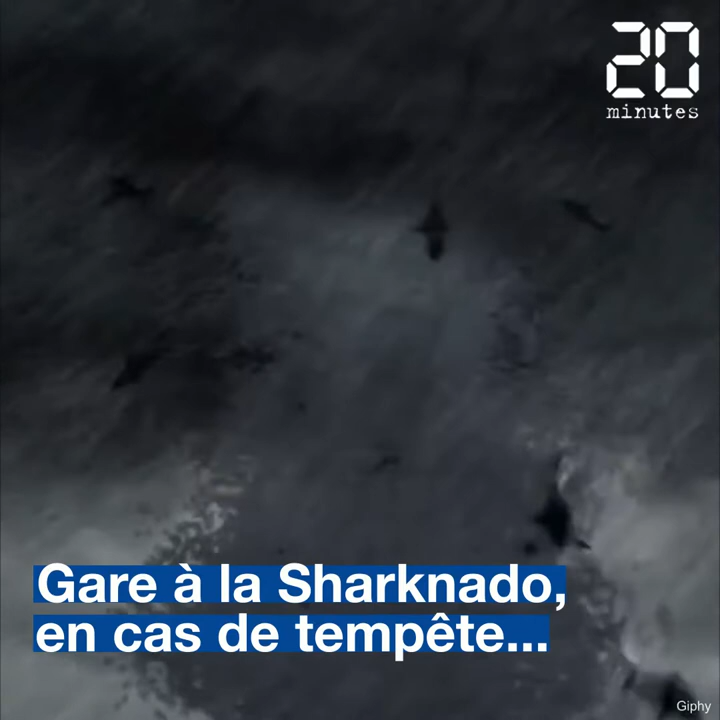 20
minutes
Gare à la Sharknado,
en cas de tempête...
Giphy